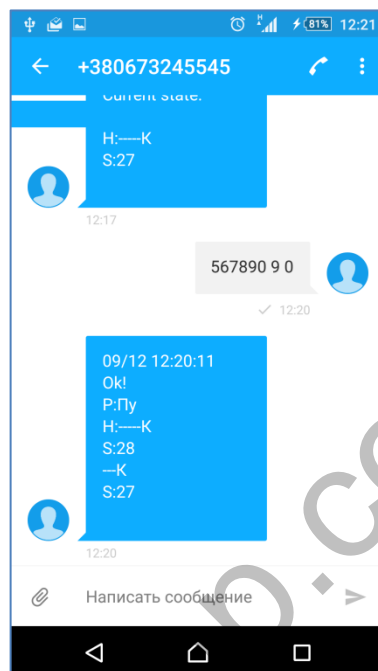 81% 12:21
+380673245545
Current state:
H:-----К
S:27
12:17
567890 9 0
12:20
09/12 12:20:11
Ok!
P:Пу
H:-----К
S:28
---К
S:27
12:20
Написать сообщение